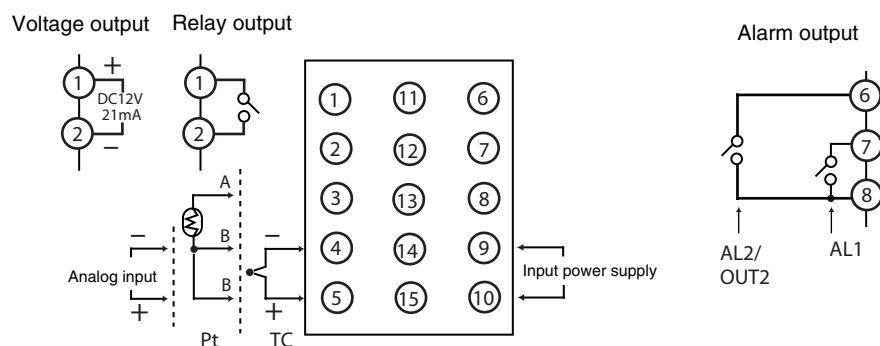 Voltage output
Relay output
Alarm output
1
+
DC12V
21mA
2
−
1
2
1
11
6
2
12
7
3
13
8
4
14
9
5
15
10
A
B
B
−
+
Analog input
−
+
Pt
TC
Input power supply
6
7
8
AL2/
OUT2
AL1